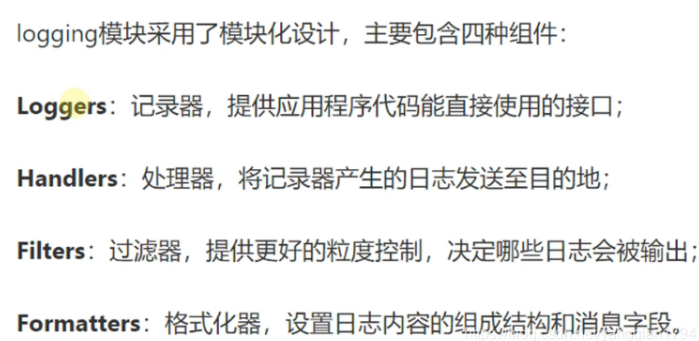 logging模块采用了模块化设计，主要包含四种组件：
Loggers：记录器，提供应用程序代码能直接使用的接口；
Handlers：处理器，将记录器产生的日志发送至目的地；
Filters：过滤器，提供更好的粒度控制，决定哪些日志会被输出；
Formatters：格式化器，设置日志内容的组成结构和消息字段。